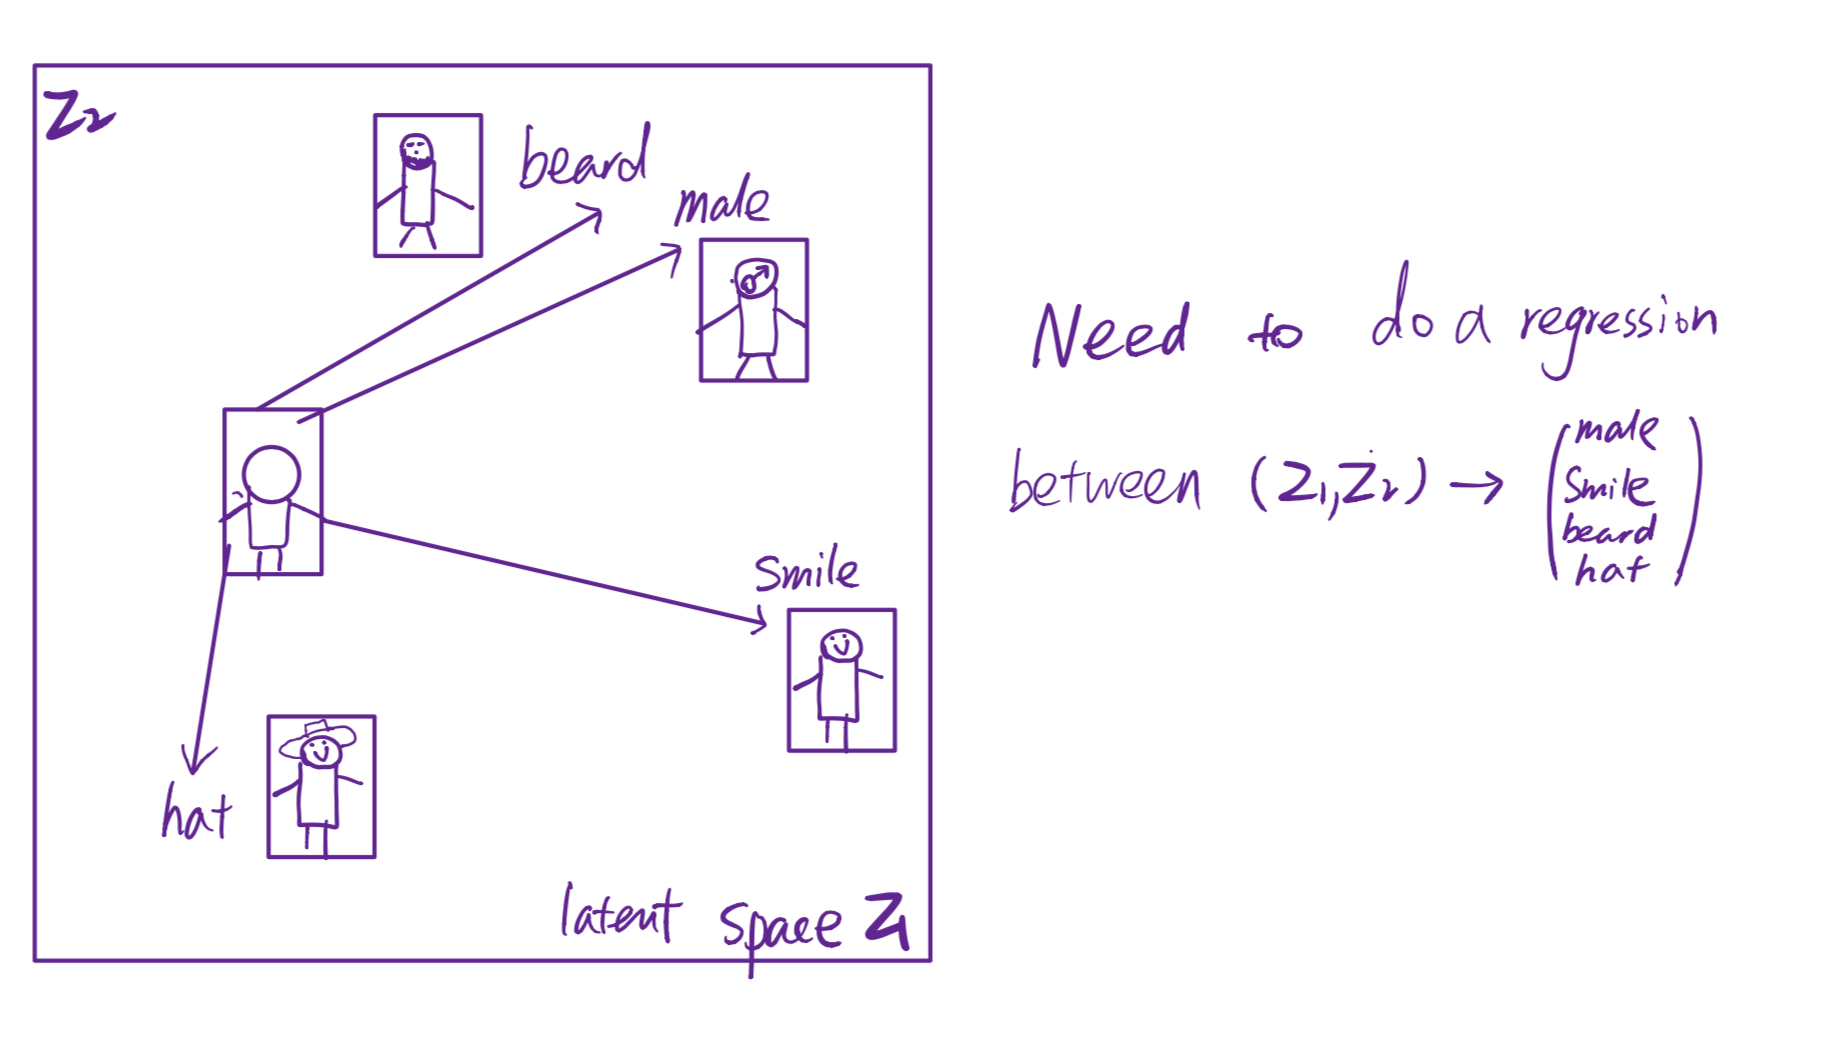 Z₂
beard
male
smile
hat
latent space Z₁
Need to do a regression
between (Z₁, Z₂) → (male
smile
beard
hat)